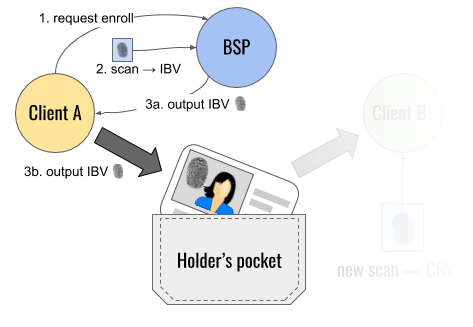 1. request enroll
BSP
2. scan → IBV
3a. output IBV
Client A
3b. output IBV
Client B
Holder's pocket
new scan → CBV